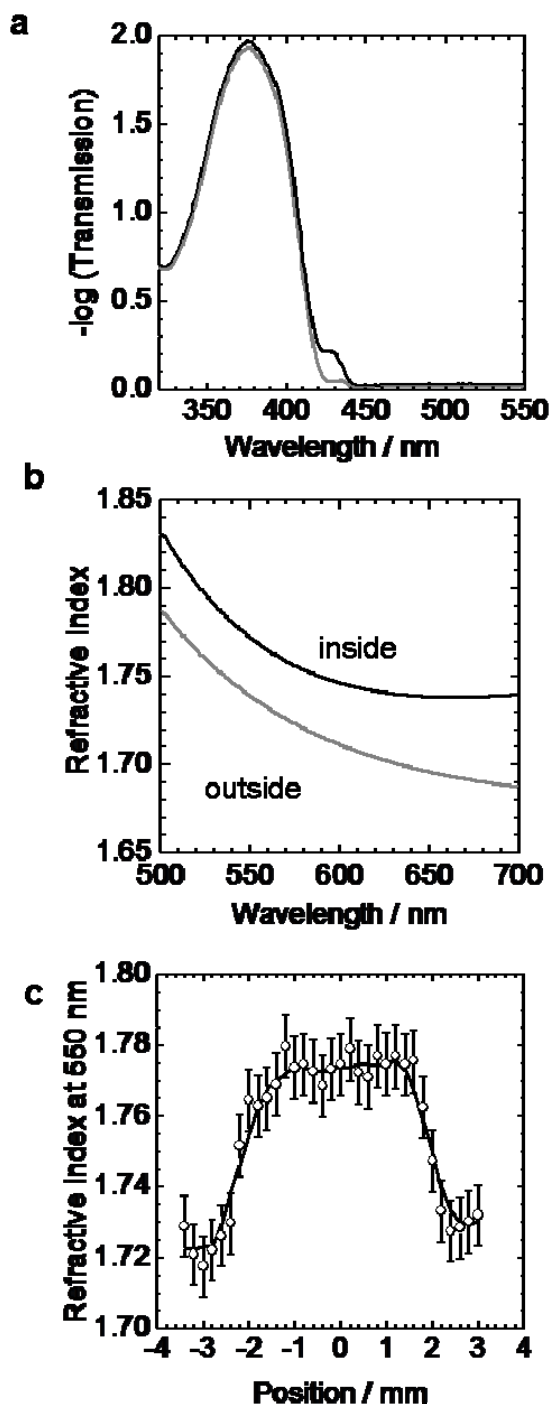 a
-log (Transmission)
2.0
1.5
1.0
0.5
0.0
350 400 450 500 550
Wavelength / nm
b
Refractive Index
1.85
1.80
1.75
1.70
1.65
inside
outside
500 550 600 650 700
Wavelength / nm
c
Refractive Index at 550 nm
1.80
1.78
1.76
1.74
1.72
1.70
-4 -3 -2 -1 0 1 2 3 4
Position / mm